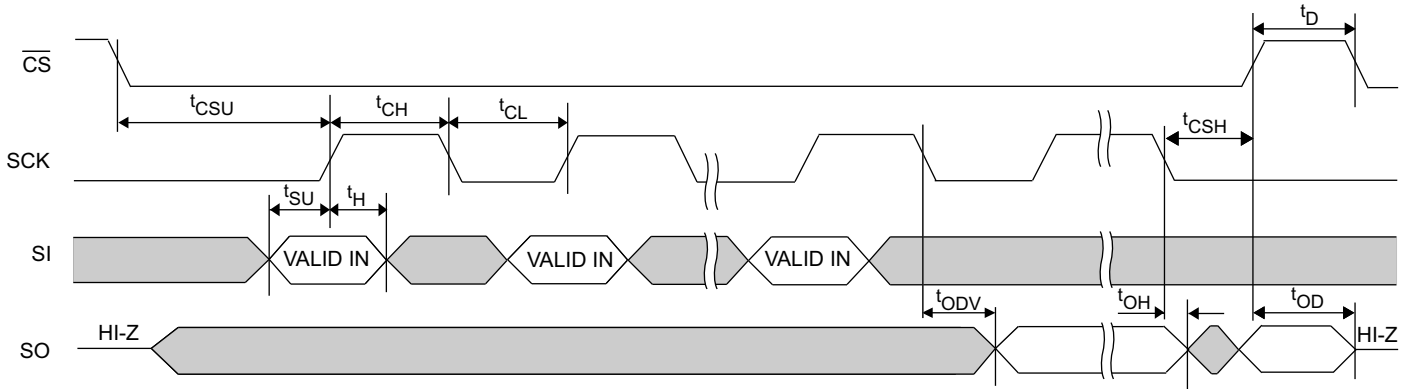 tD
CS
tCSU
tCH
tCL
tCSH
SCK
tSU
tH
SI
VALID IN
VALID IN
VALID IN
tODV
tOH
tOD
HI-Z
HI-Z
SO